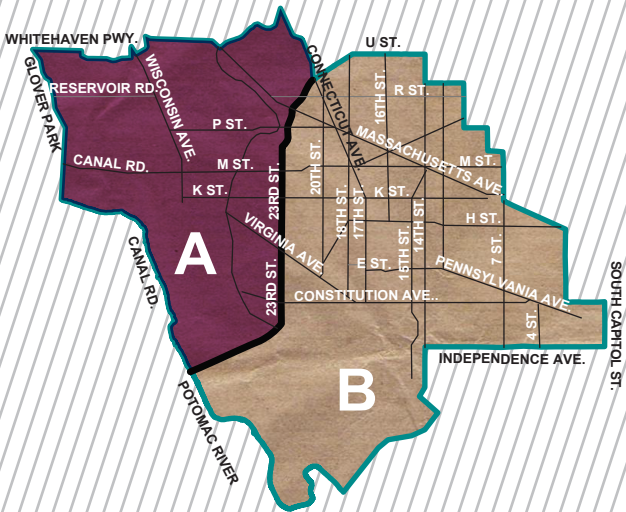 U ST.
WHITEHAVEN PWY.
CONNECTICUT AVE.
GLOVER PARK
WISCONSIN AVE.
RESERVOIR RD.
16TH ST.
R ST.
P ST.
MASSACHUSETTS AVE.
CANAL RD.
M ST.
M ST.
20TH ST.
23RD ST.
K ST.
K ST.
18TH ST.
17TH ST.
14TH ST.
H ST.
VIRGINIA AVE.
15TH ST.
7 ST.
A
CANAL RD.
23RD ST.
E ST.
PENNSYLVANIA AVE.
SOUTH CAPITOL ST.
CONSTITUTION AVE..
4 ST.
INDEPENDENCE AVE.
B
POTOMAC RIVER